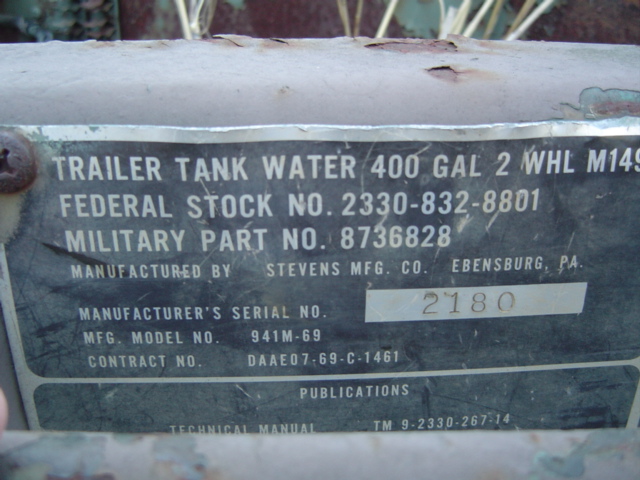 TRAILER TANK WATER 400 GAL 2 WHL M149
FEDERAL STOCK NO. 2330-832-8801
MILITARY PART NO. 8736828
MANUFACTURED BY STEVENS MFG. CO. EBENSBURG, PA.
MANUFACTURER'S SERIAL NO. 2180
MFG. MODEL NO. 941M-69
CONTRACT NO. DAAE07-69-C-1461
PUBLICATIONS
TECHNICAL MANUAL TM 9-2330-267-14